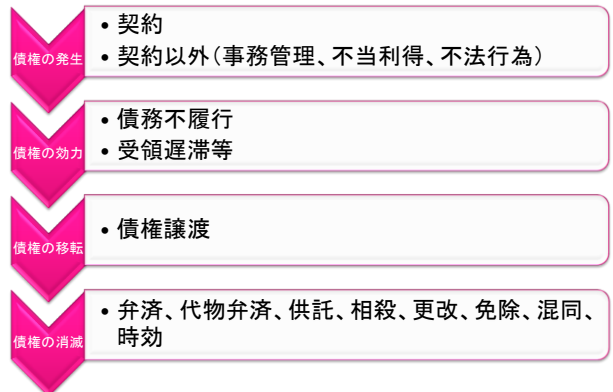 債権の発生
• 契約
• 契約以外（事務管理、不当利得、不法行為）
債権の効力
• 債務不履行
• 受領遅滞等
債権の移転
• 債権譲渡
債権の消滅
• 弁済、代物弁済、供託、相殺、更改、免除、混同、
時効